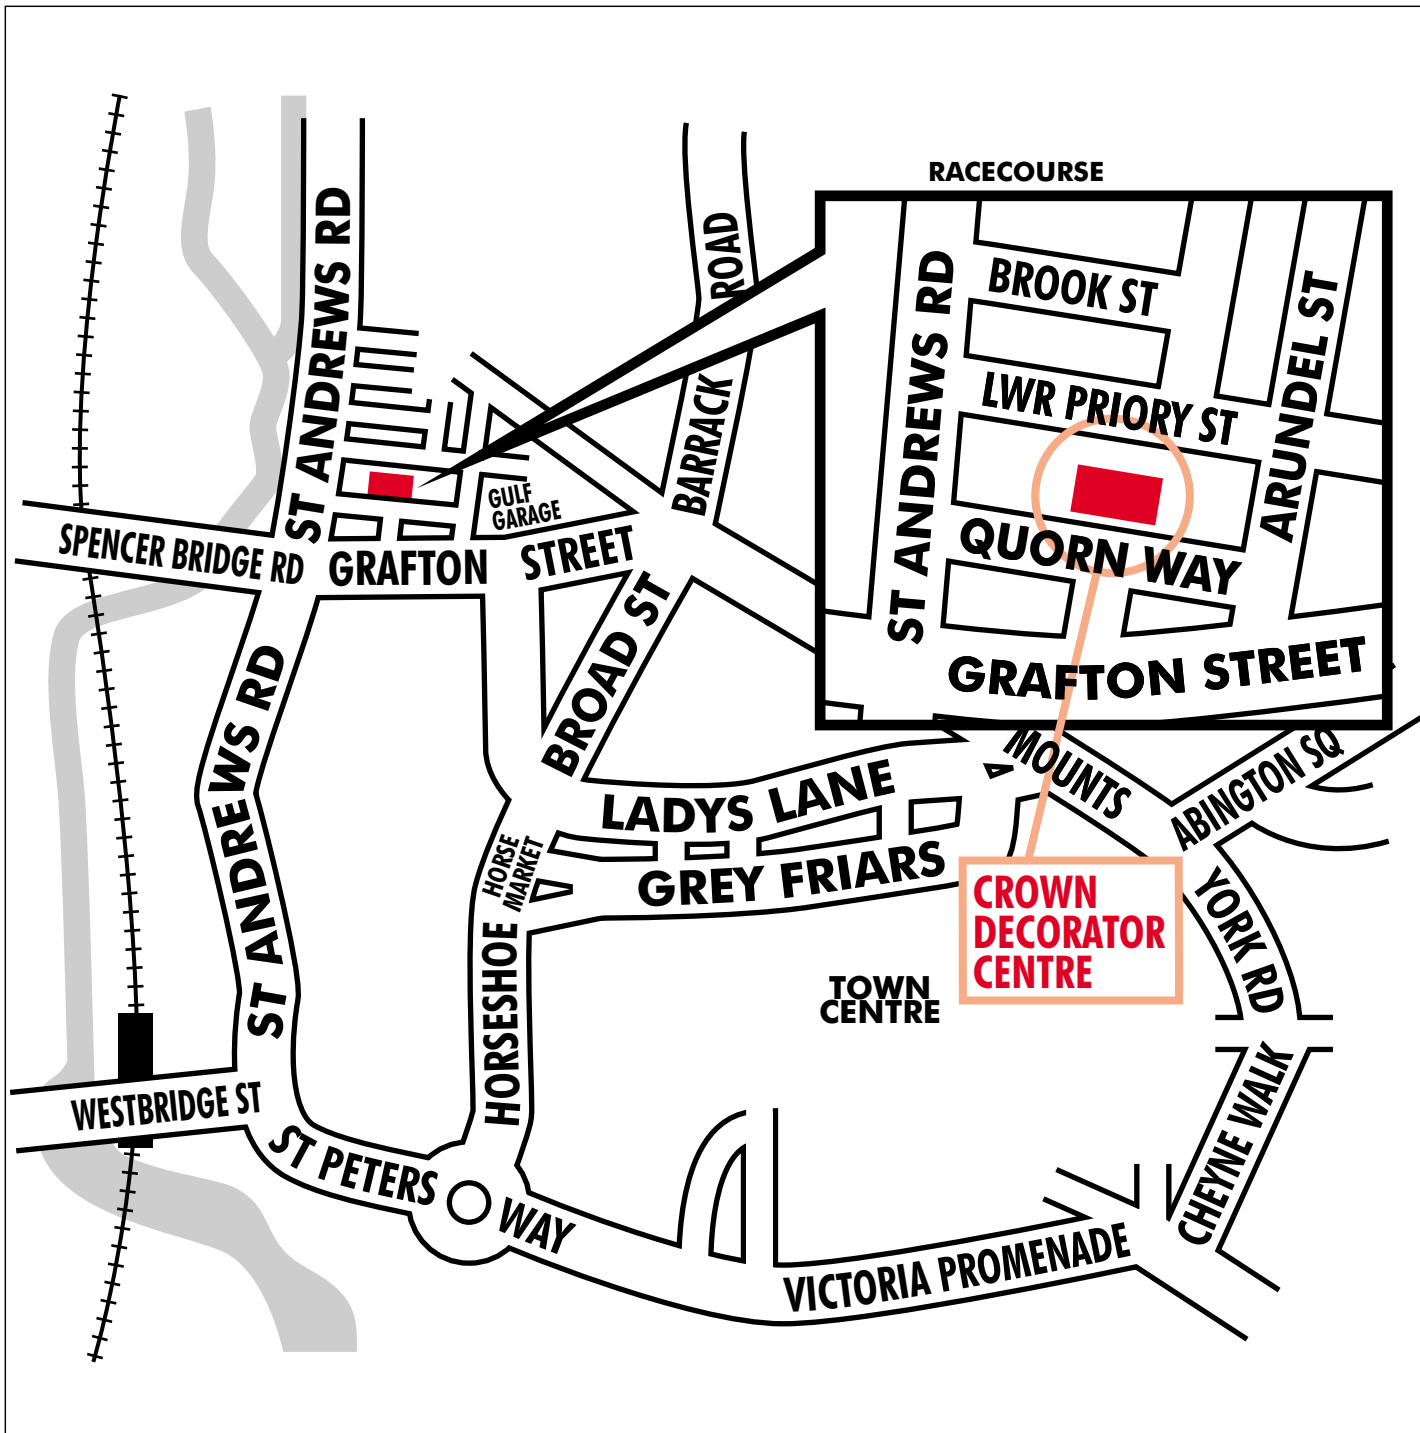 RACECOURSE
ST ANDREWS RD
ROAD
BARRACK
BROOK ST
ST ANDREWS RD
LWR PRIORY ST
ARUNDEL ST
QUORN WAY
GRAFTON STREET
GULF
GARAGE
SPENCER BRIDGE RD
GRAFTON STREET
BROAD ST
ST ANDREWS RD
MOUNTS
ABINGTON SQ
LADYS LANE
HORSE
MARKET
GREY FRIARS
CROWN
DECORATOR
CENTRE
YORK RD
TOWN
CENTRE
HORSESHOE
WESTBRIDGE ST
ST PETERS WAY
CHEYNE WALK
VICTORIA PROMENADE